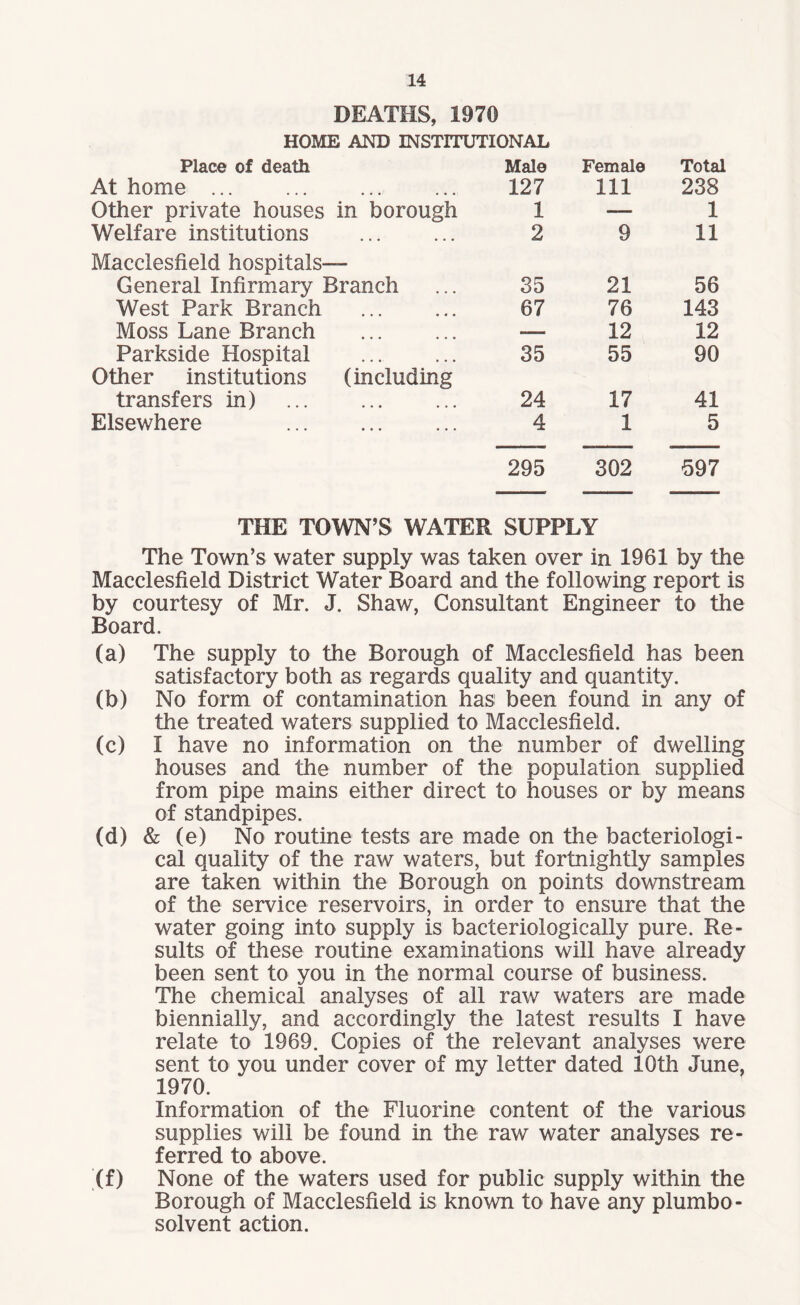 14
DEATHS, 1970
HOME AND INSTITUTIONAL
Place of death Male Female Total
At home ... ... ... ... 127 111 238
Other private houses in borough 1 — 1
Welfare institutions ... ... 2 9 11
Macclesfield hospitals—
General Infirmary Branch ... 35 21 56
West Park Branch ... ... 67 76 143
Moss Lane Branch ... ... — 12 12
Parkside Hospital ... ... 35 55 90
Other institutions (including
transfers in) ... ... ... 24 17 41
Elsewhere ... ... ... 4 1 5
295 302 597
THE TOWN'S WATER SUPPLY
The Town's water supply was taken over in 1961 by the
Macclesfield District Water Board and the following report is
by courtesy of Mr. J. Shaw, Consultant Engineer to the
Board.
(a) The supply to the Borough of Macclesfield has been
satisfactory both as regards quality and quantity.
(b) No form of contamination has been found in any of
the treated waters supplied to Macclesfield.
(c) I have no information on the number of dwelling
houses and the number of the population supplied
from pipe mains either direct to houses or by means
of standpipes.
(d) & (e) No routine tests are made on the bacteriologi-
cal quality of the raw waters, but fortnightly samples
are taken within the Borough on points downstream
of the service reservoirs, in order to ensure that the
water going into supply is bacteriologically pure. Re-
sults of these routine examinations will have already
been sent to you in the normal course of business.
The chemical analyses of all raw waters are made
biennially, and accordingly the latest results I have
relate to 1969. Copies of the relevant analyses were
sent to you under cover of my letter dated 10th June,
1970.
Information of the Fluorine content of the various
supplies will be found in the raw water analyses re-
ferred to above.
(f) None of the waters used for public supply within the
Borough of Macclesfield is known to have any plumbo-
solvent action.